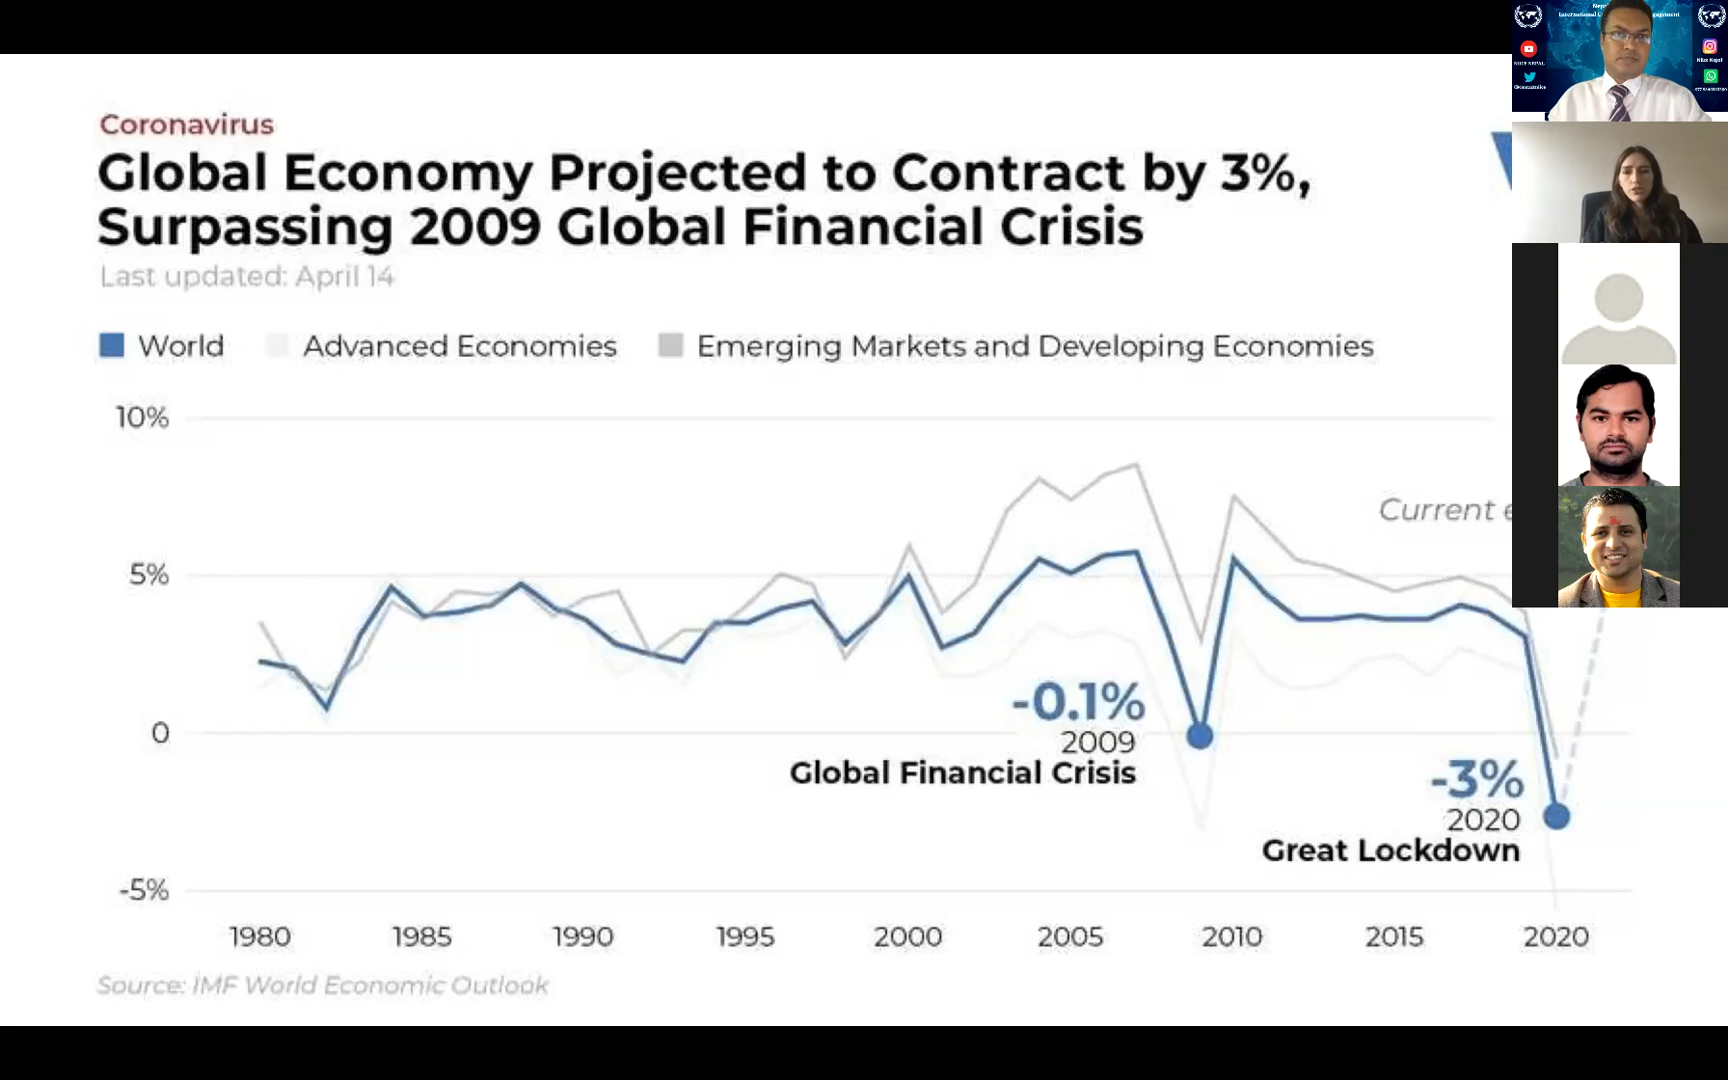 Coronavirus
Global Economy Projected to Contract by 3%,
Surpassing 2009 Global Financial Crisis
Last updated: April 14
World Advanced Economies Emerging Markets and Developing Economies
10%
Current
5%
0
-5%
-0.1%
2009
Global Financial Crisis
-3%
2020
Great Lockdown
1980 1985 1990 1995 2000 2005 2010 2015 2020
Source: IMF World Economic Outlook
International